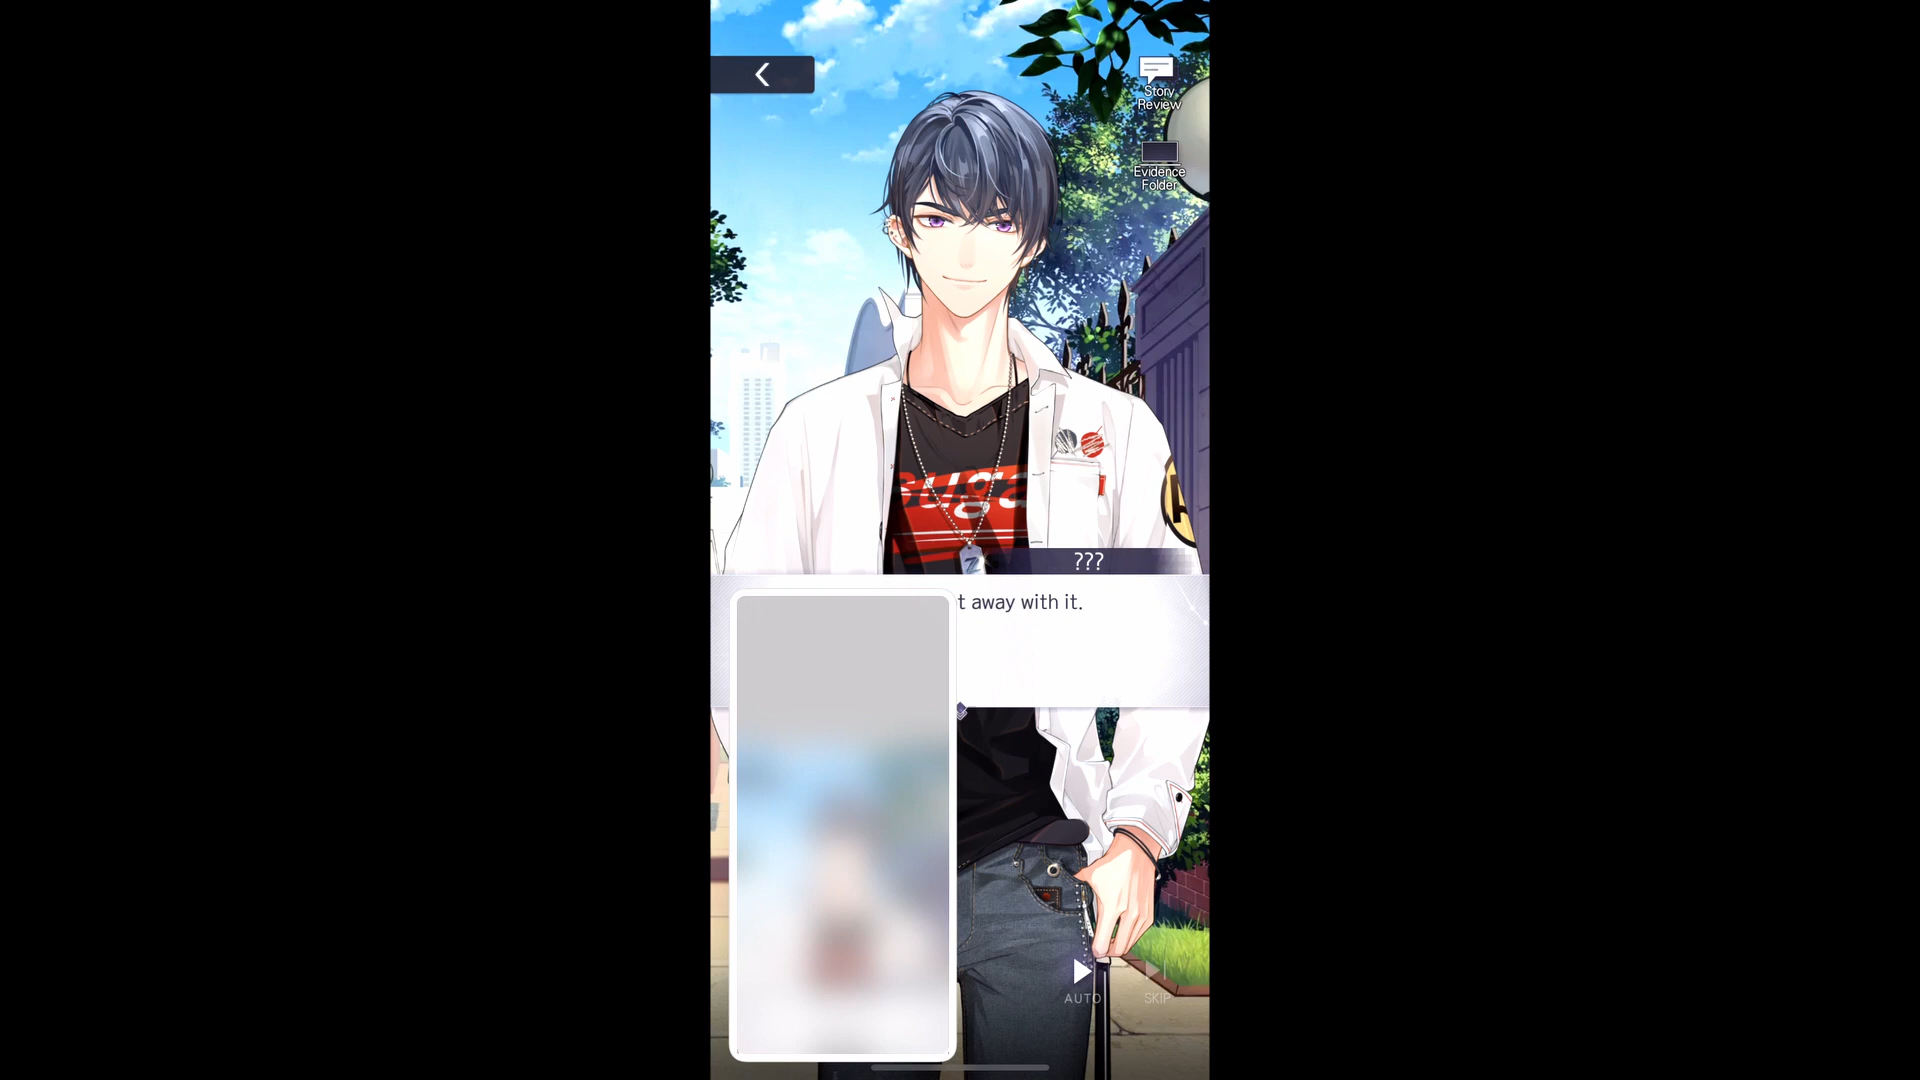 Story
Review
Evidence
Folder
???
t away with it.
AUTO
SKIP